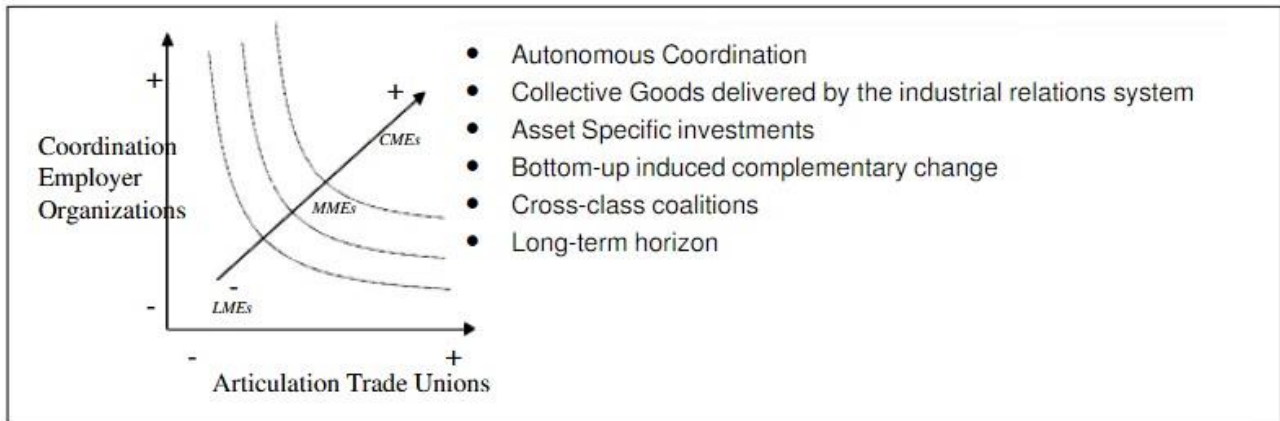 +
Coordination
Employer
Organizations
-
+
CMEs
MMEs
-
LMEs
-
+
Articulation Trade Unions
• Autonomous Coordination
• Collective Goods delivered by the industrial relations system
• Asset Specific investments
• Bottom-up induced complementary change
• Cross-class coalitions
• Long-term horizon